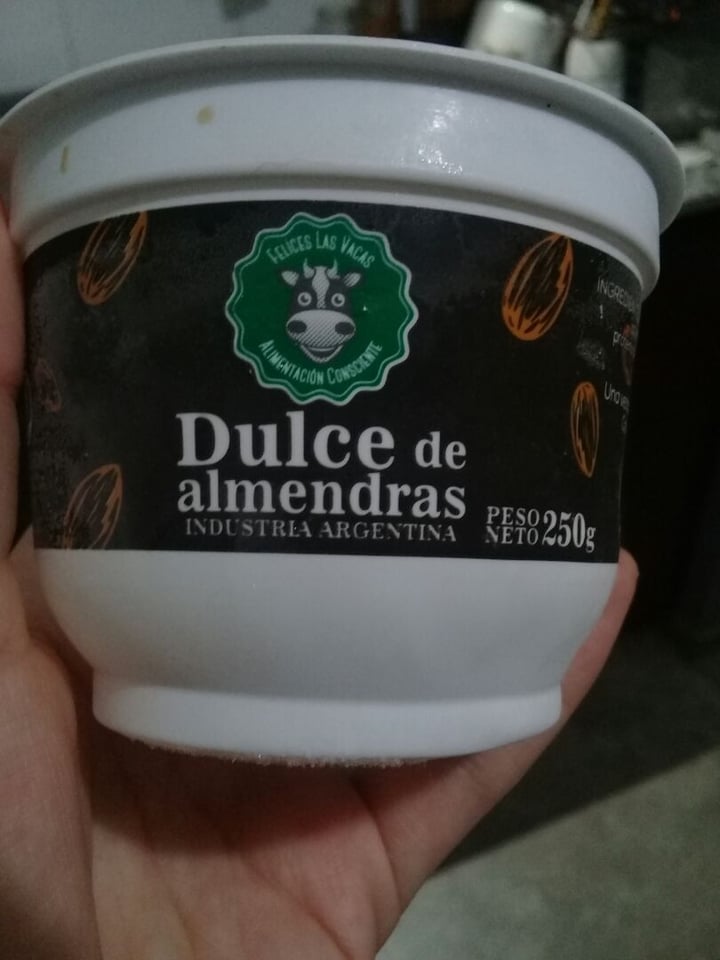 FELICES LAS VACAS
ALIMENTACIÓN CONSCIENTE
Dulce de
almendras
INDUSTRIA ARGENTINA
PESO
NETO 250g